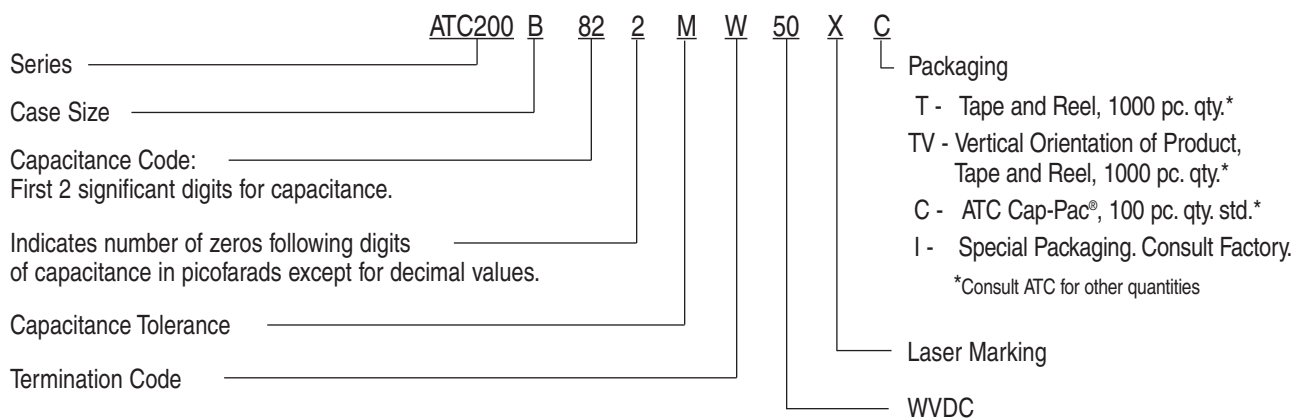 ATC200 B 82 2 M W 50 X C
Series
Case Size
Capacitance Code:
First 2 significant digits for capacitance.
Indicates number of zeros following digits
of capacitance in picofarads except for decimal values.
Capacitance Tolerance
Termination Code
Packaging
T - Tape and Reel, 1000 pc. qty.*
TV - Vertical Orientation of Product,
Tape and Reel, 1000 pc. qty.*
C - ATC Cap-Pac®, 100 pc. qty. std.*
I - Special Packaging. Consult Factory.
*Consult ATC for other quantities
Laser Marking
WVDC